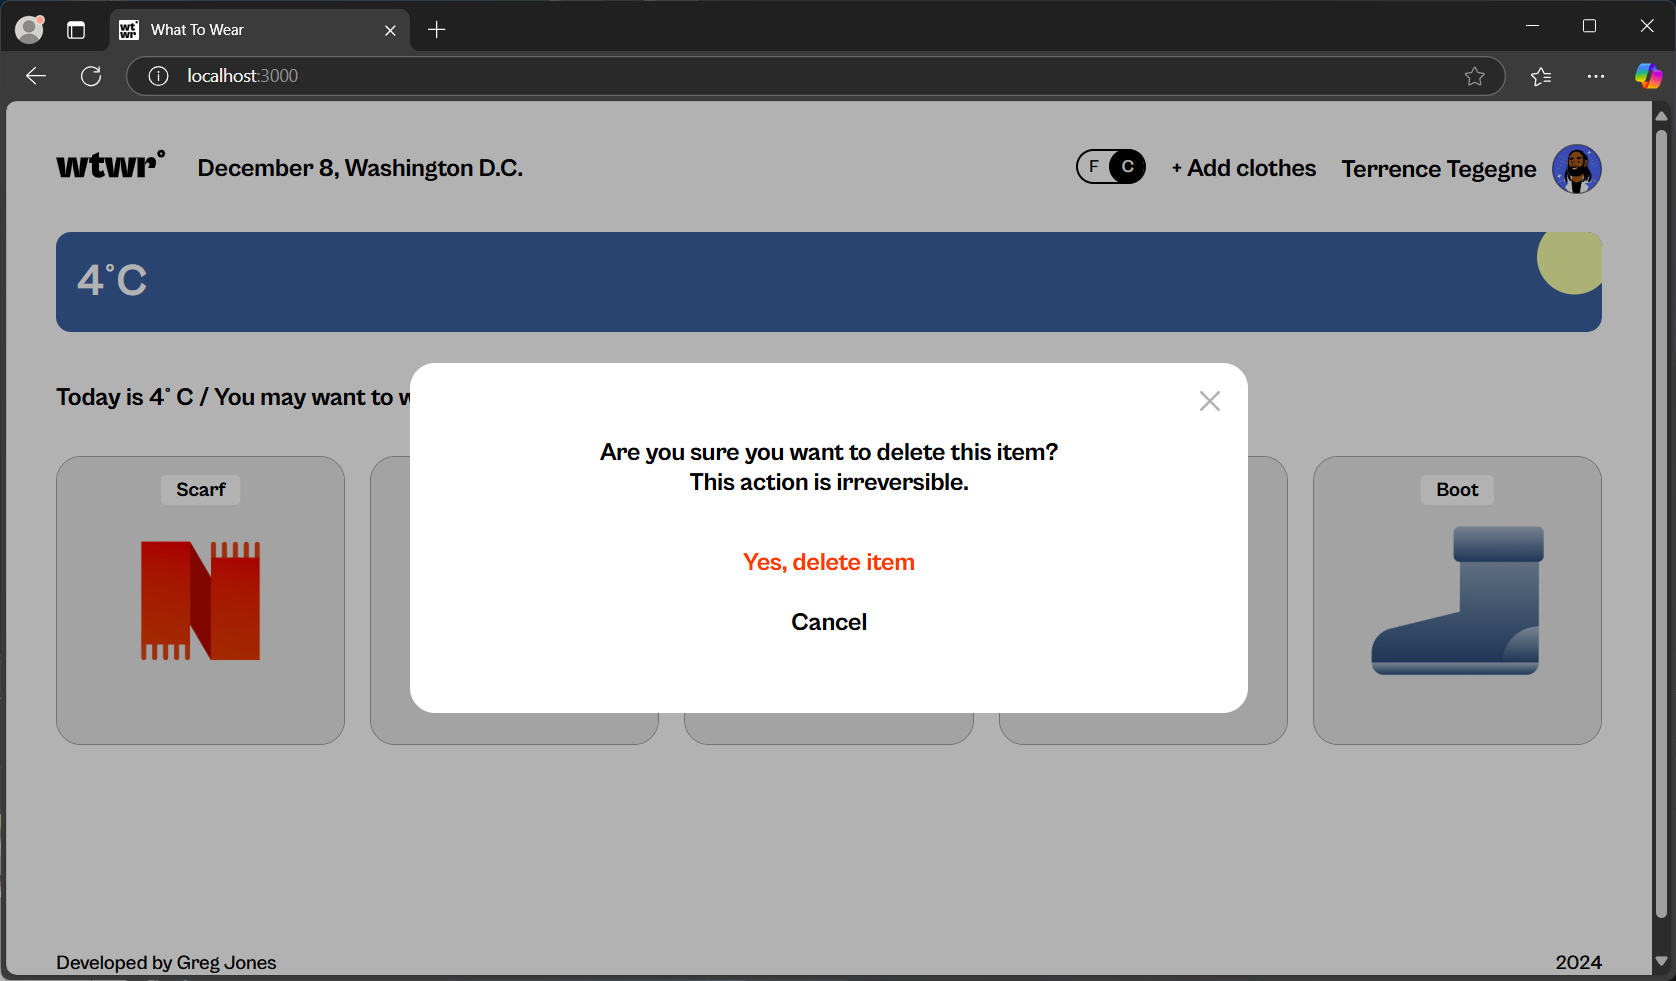 wt
wr
What To Wear
localhost:3000
wtwr°
December 8, Washington D.C.
F C
+ Add clothes
Terrence Tegegne
4°C
Today is 4° C / You may want to
Are you sure you want to delete this item?
This action is irreversible.
Yes, delete item
Cancel
Scarf
Boot
Developed by Greg Jones
2024